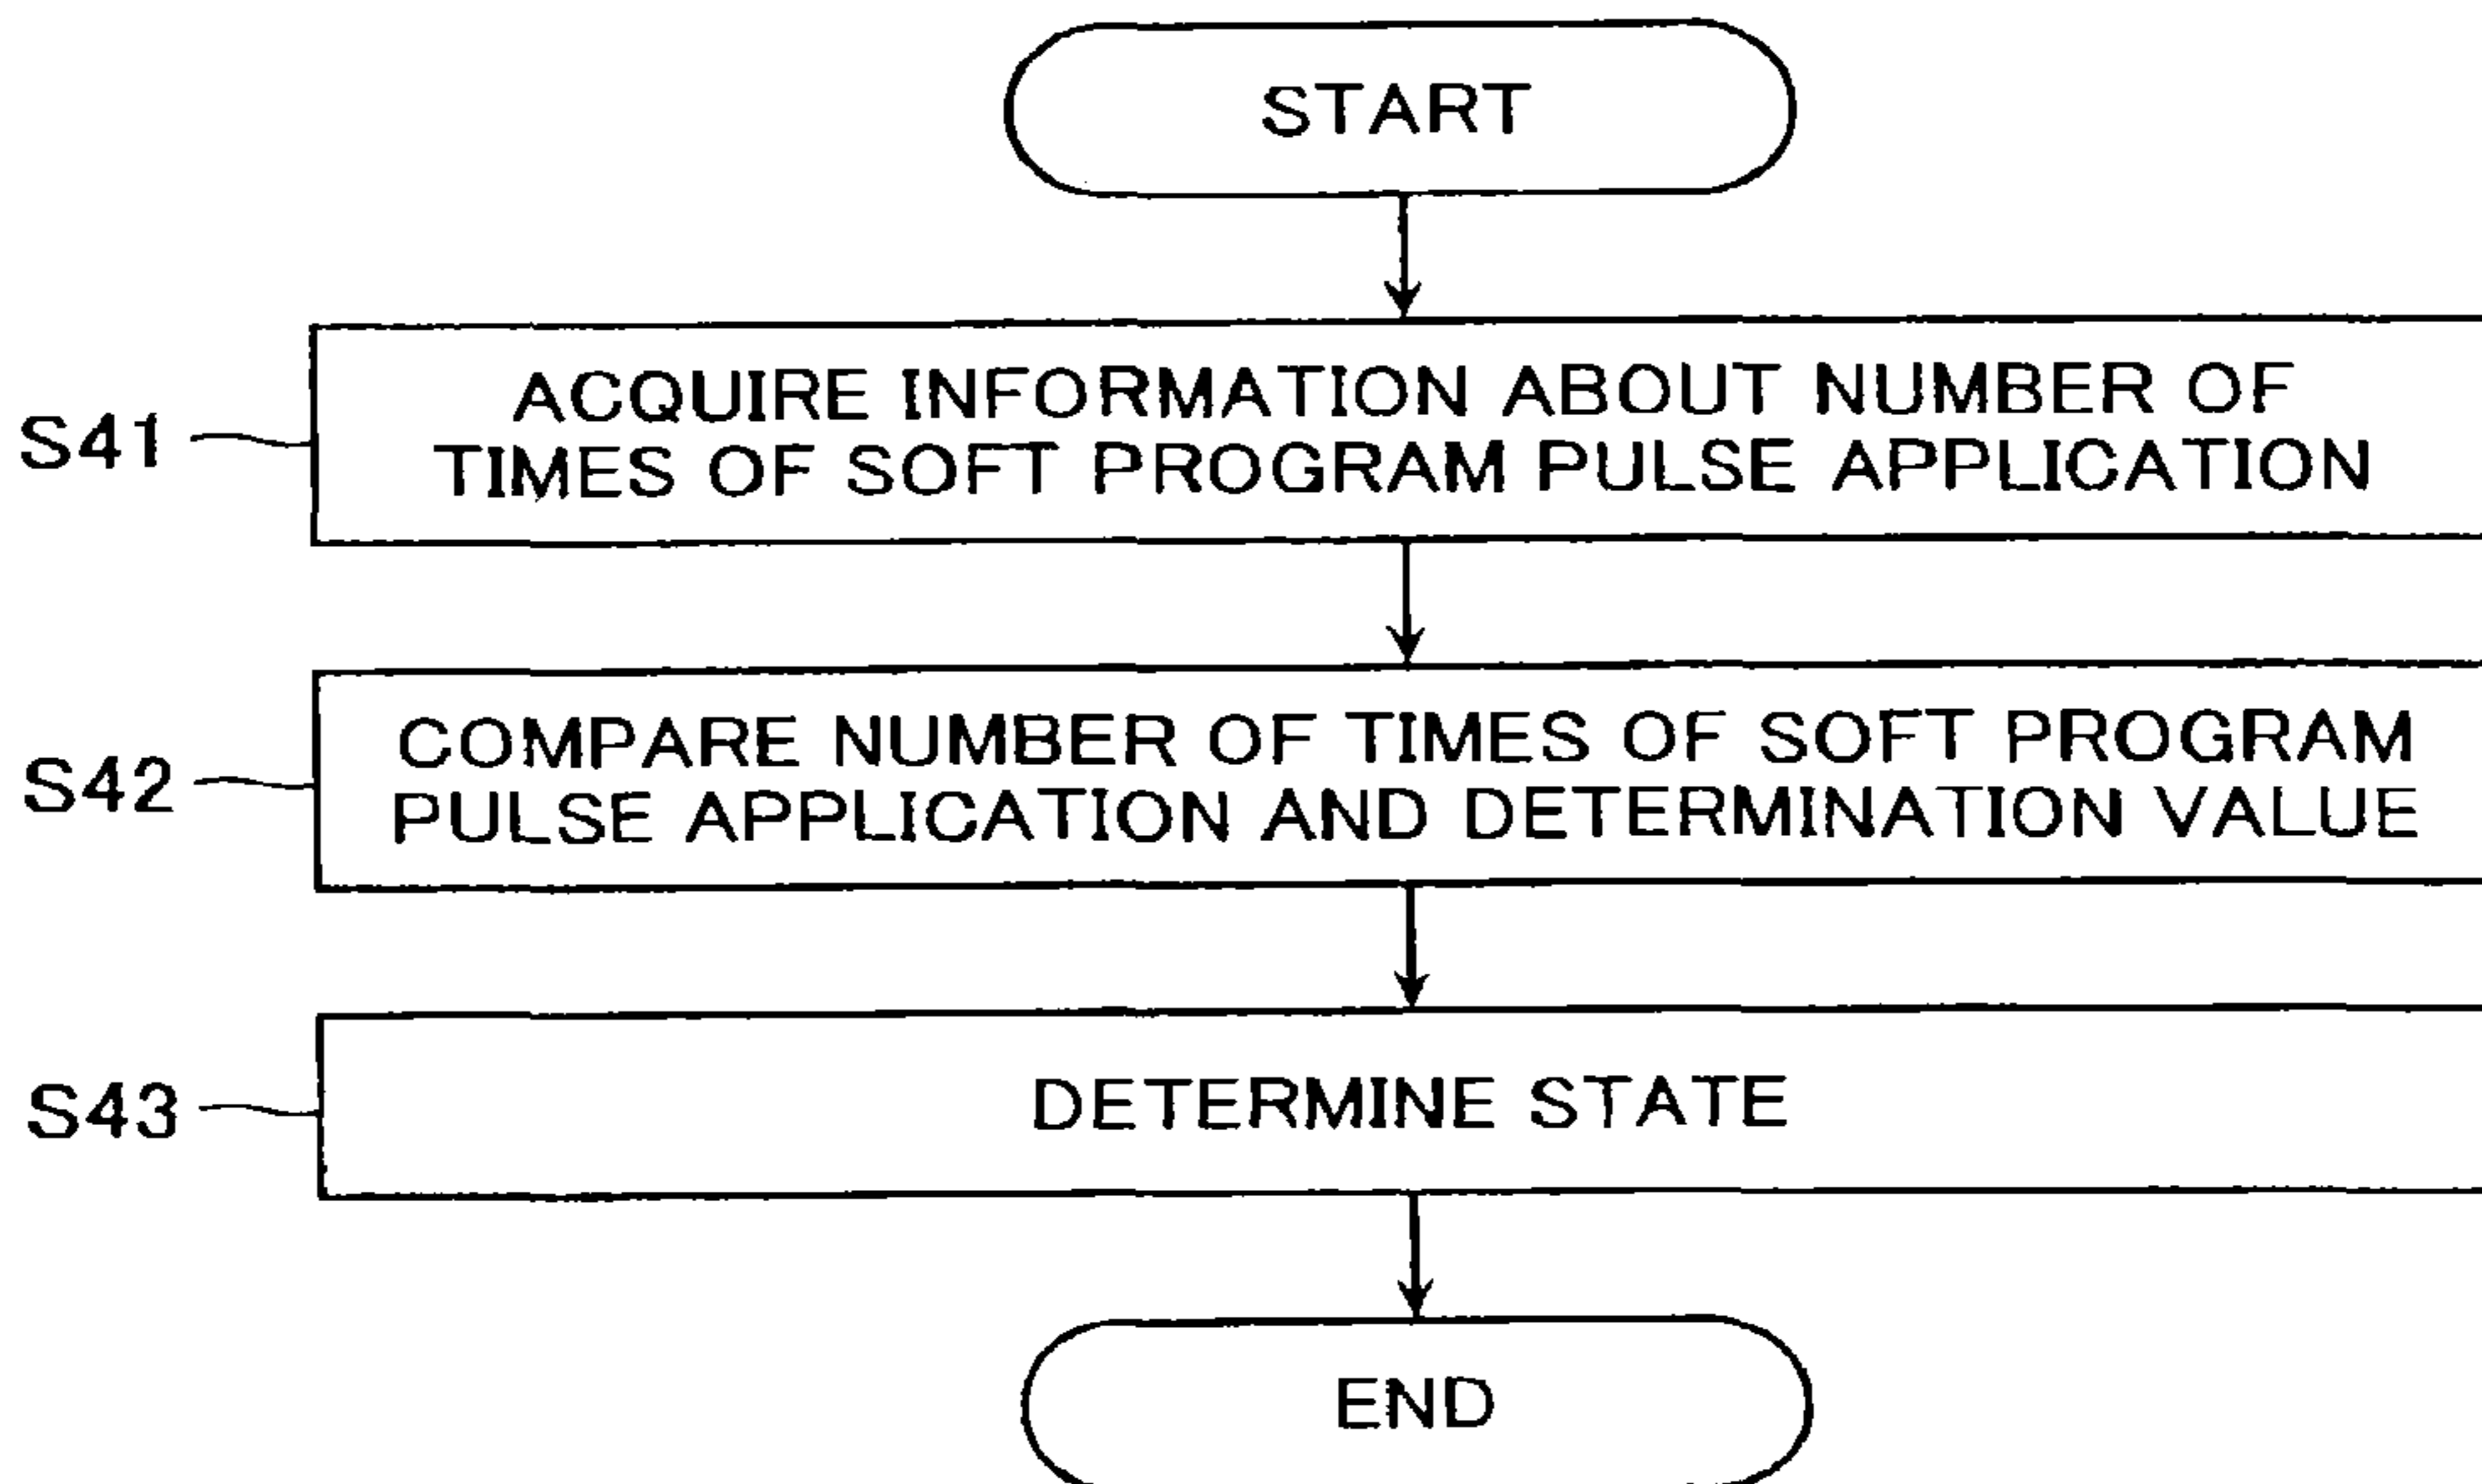 START
S41
ACQUIRE INFORMATION ABOUT NUMBER OF
TIMES OF SOFT PROGRAM PULSE APPLICATION
S42
COMPARE NUMBER OF TIMES OF SOFT PROGRAM
PULSE APPLICATION AND DETERMINATION VALUE
S43
DETERMINE STATE
END